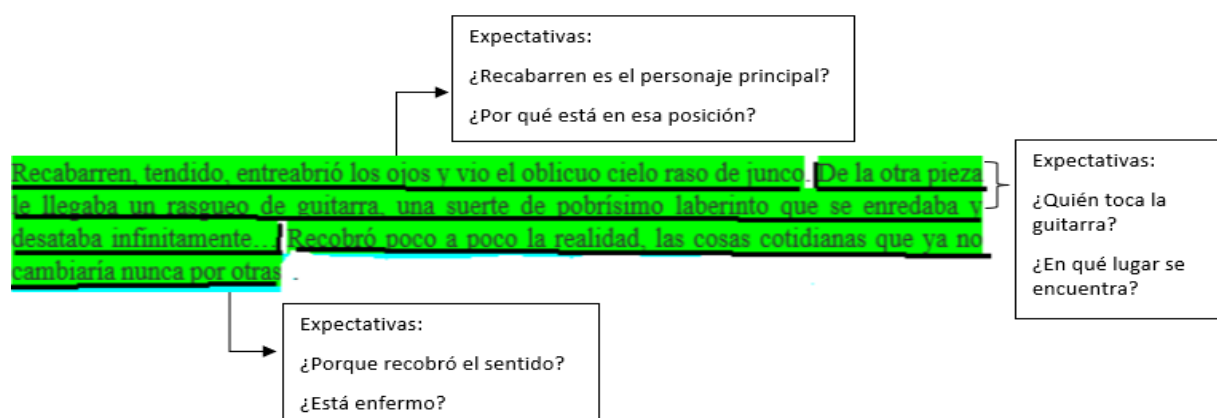 Expectativas:
¿Recabarren es el personaje principal?
¿Por qué está en esa posición?
Recabarren, tendido, entreabrió los ojos y vio el oblicuo cielo raso de junco. De la otra pieza
le llegaba un rasgueo de guitarra, una suerte de pobrísimo laberinto que se enredaba y
desataba infinitamente... Recobró poco a poco la realidad, las cosas cotidianas que ya no
cambiaría nunca por otras.
Expectativas:
¿Quién toca la
guitarra?
¿En qué lugar se
encuentra?
Expectativas:
¿Porque recobró el sentido?
¿Está enfermo?